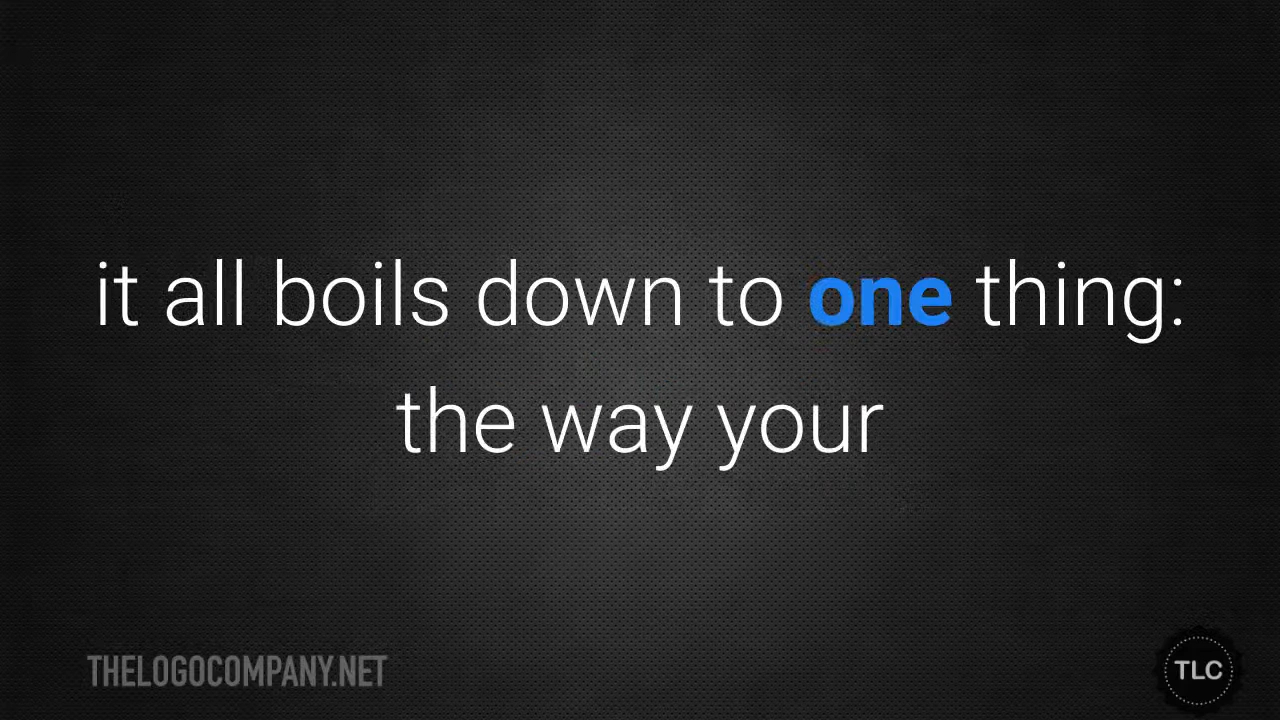 it all boils down to one thing:
the way your
THELOGOCOMPANY.NET
TLC